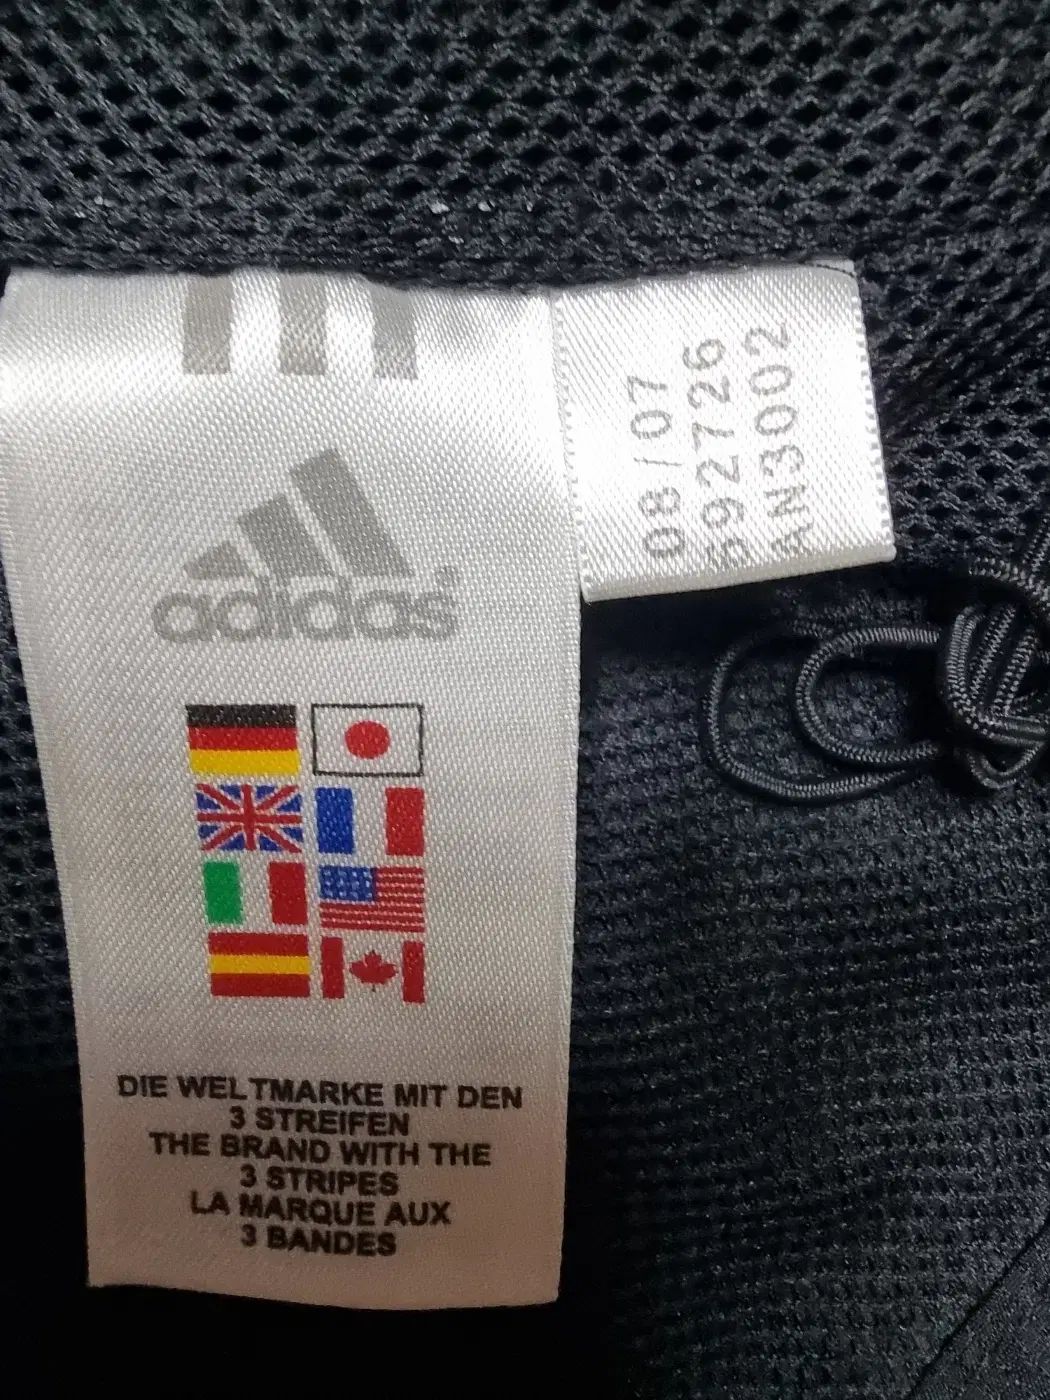 adidas®
DIE WELTMARKE MIT DEN
3 STREIFEN
THE BRAND WITH THE
3 STRIPES
LA MARQUE AUX
3 BANDES
08/07
692726
AN3002